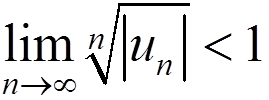 lim n→∞ ⁿ√|uₙ| < 1